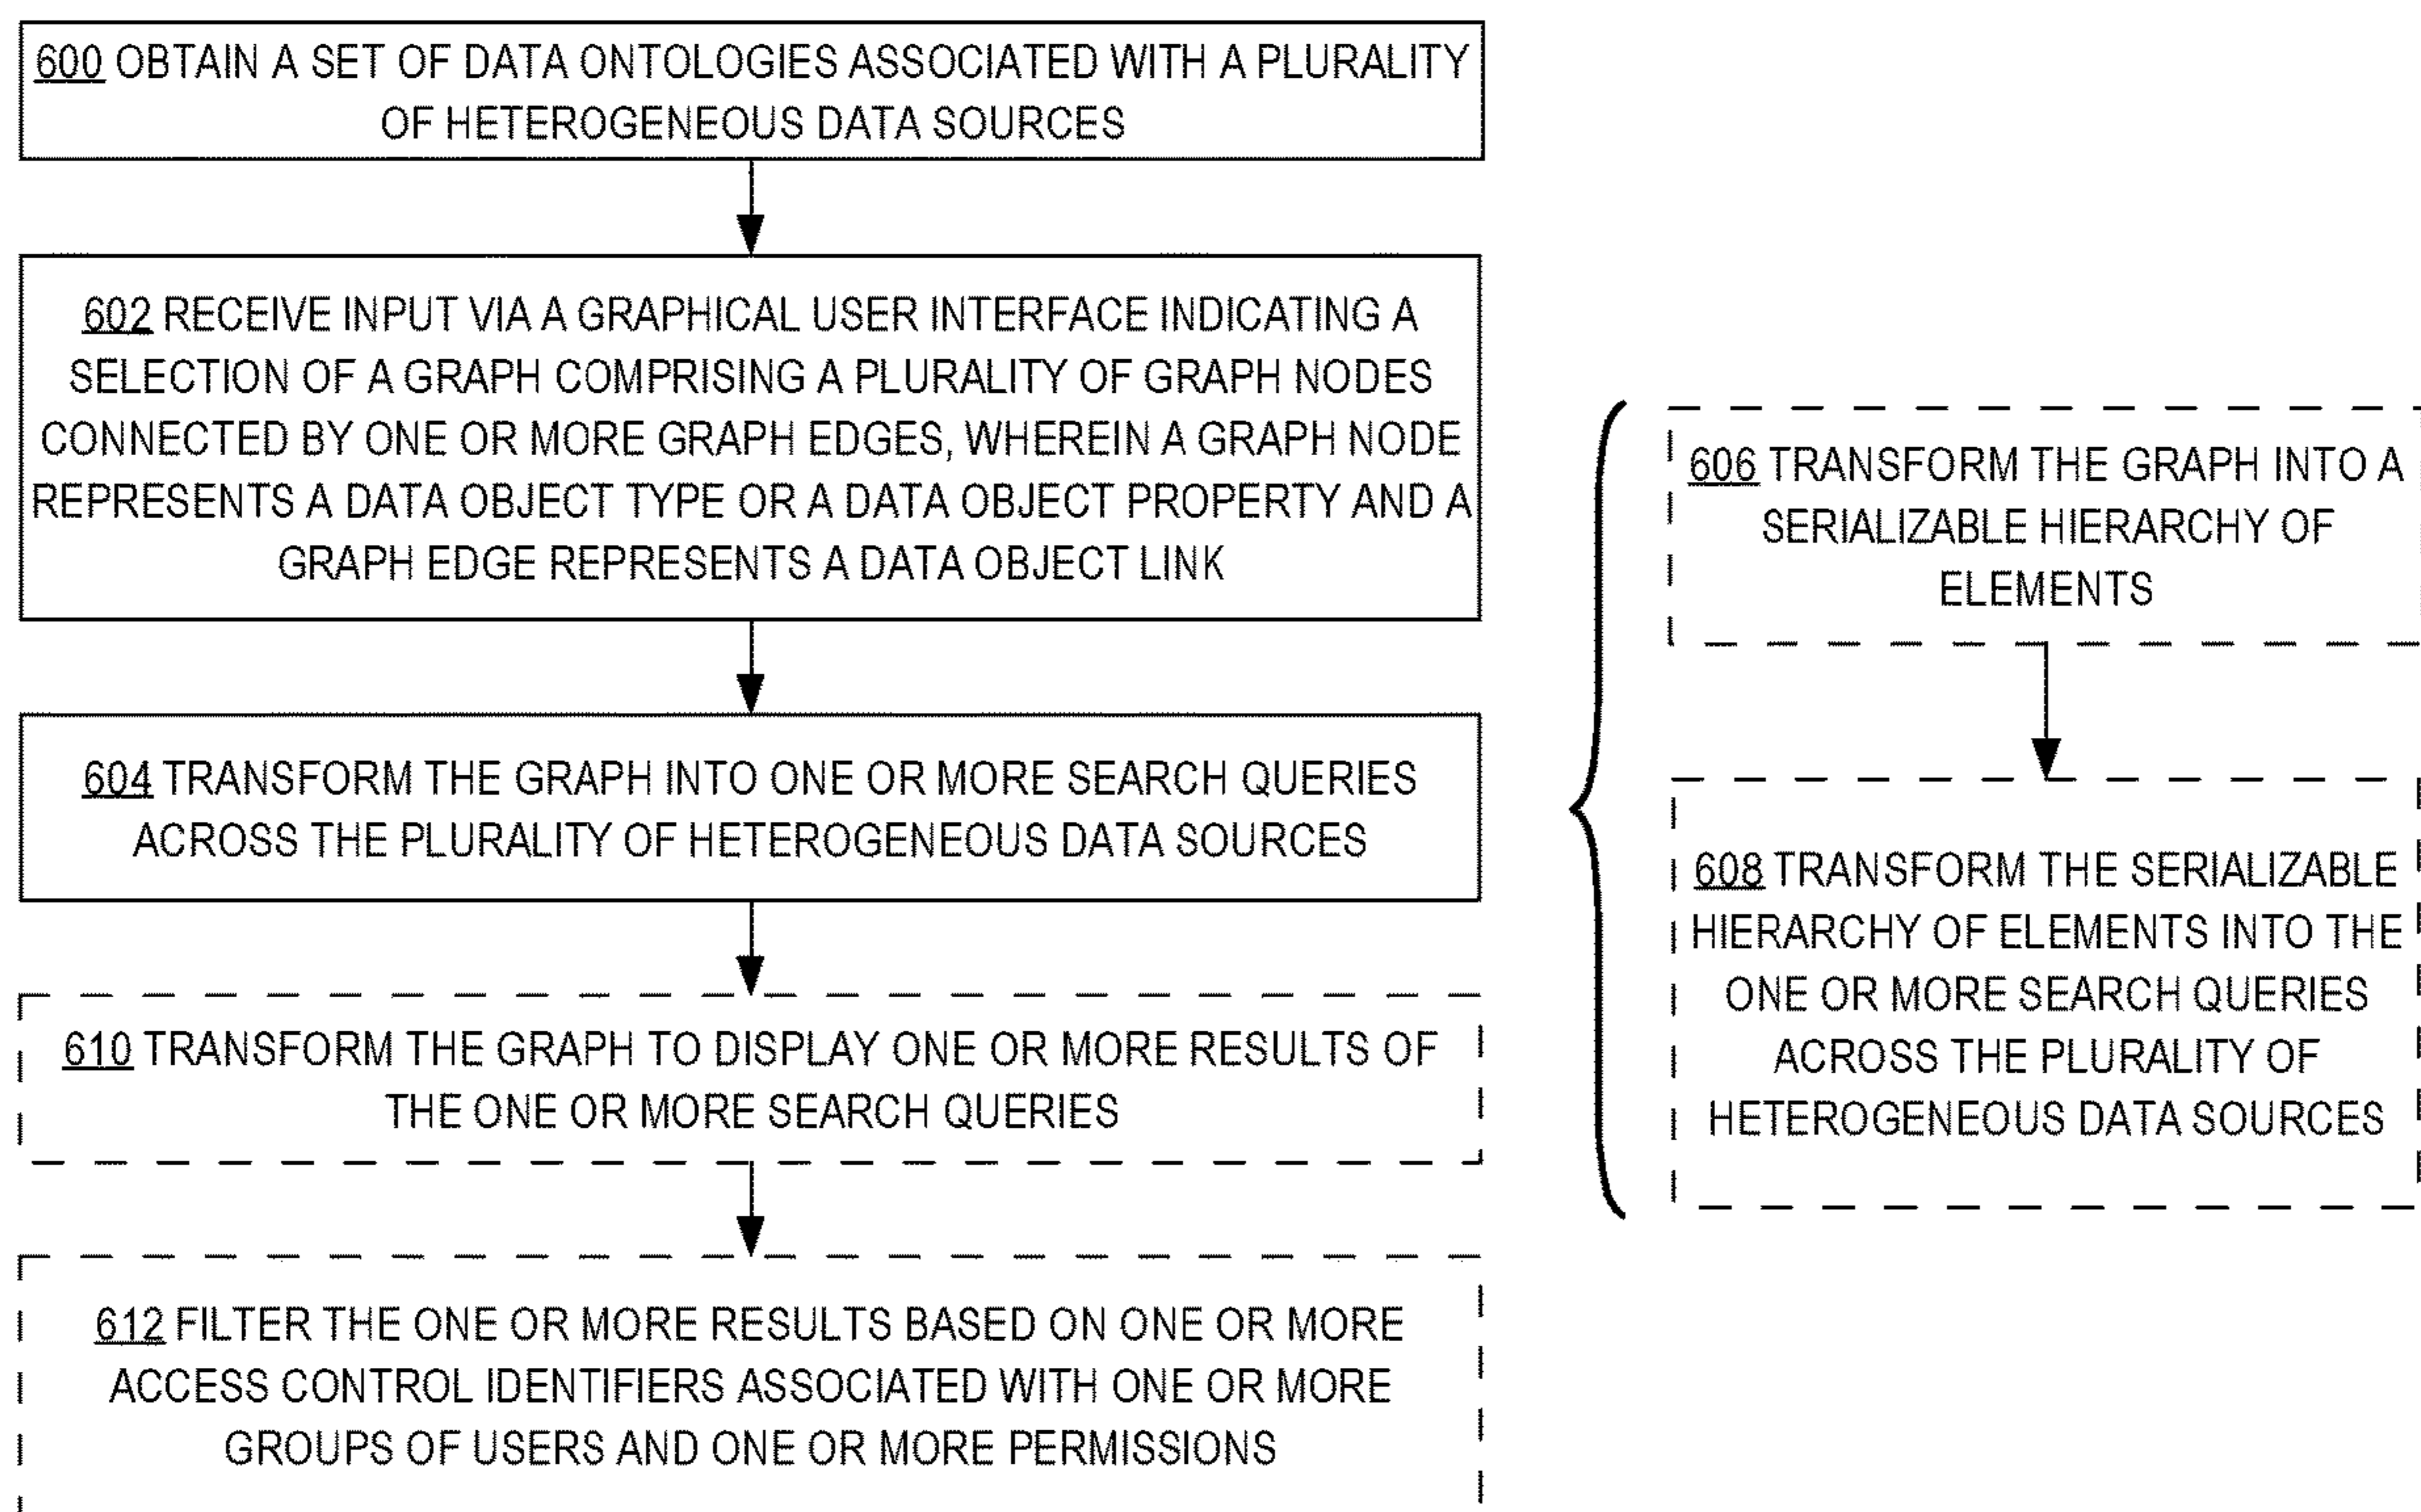 600 OBTAIN A SET OF DATA ONTOLOGIES ASSOCIATED WITH A PLURALITY
OF HETEROGENEOUS DATA SOURCES
602 RECEIVE INPUT VIA A GRAPHICAL USER INTERFACE INDICATING A
SELECTION OF A GRAPH COMPRISING A PLURALITY OF GRAPH NODES
CONNECTED BY ONE OR MORE GRAPH EDGES, WHEREIN A GRAPH NODE
REPRESENTS A DATA OBJECT TYPE OR A DATA OBJECT PROPERTY AND A
GRAPH EDGE REPRESENTS A DATA OBJECT LINK
604 TRANSFORM THE GRAPH INTO ONE OR MORE SEARCH QUERIES
ACROSS THE PLURALITY OF HETEROGENEOUS DATA SOURCES
606 TRANSFORM THE GRAPH INTO A
SERIALIZABLE HIERARCHY OF
ELEMENTS
608 TRANSFORM THE SERIALIZABLE
HIERARCHY OF ELEMENTS INTO THE
ONE OR MORE SEARCH QUERIES
ACROSS THE PLURALITY OF
HETEROGENEOUS DATA SOURCES
610 TRANSFORM THE GRAPH TO DISPLAY ONE OR MORE RESULTS OF
THE ONE OR MORE SEARCH QUERIES
612 FILTER THE ONE OR MORE RESULTS BASED ON ONE OR MORE
ACCESS CONTROL IDENTIFIERS ASSOCIATED WITH ONE OR MORE
GROUPS OF USERS AND ONE OR MORE PERMISSIONS